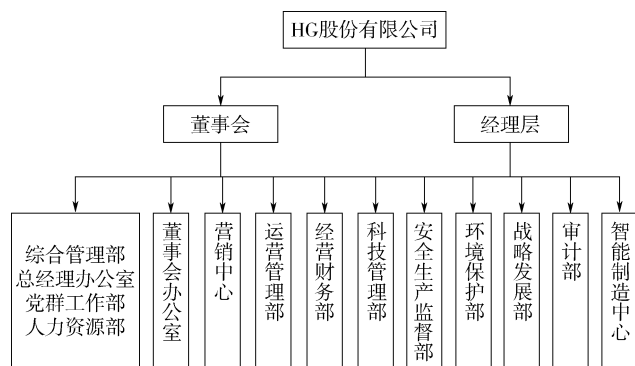 HG股份有限公司
董事会
经理层
综合管理部
总经理办公室
党群工作部
人力资源部
董事会办公室
营销中心
运营管理部
经营财务部
科技管理部
安全生产监督部
环境保护部
战略发展部
审计部
智能制造中心